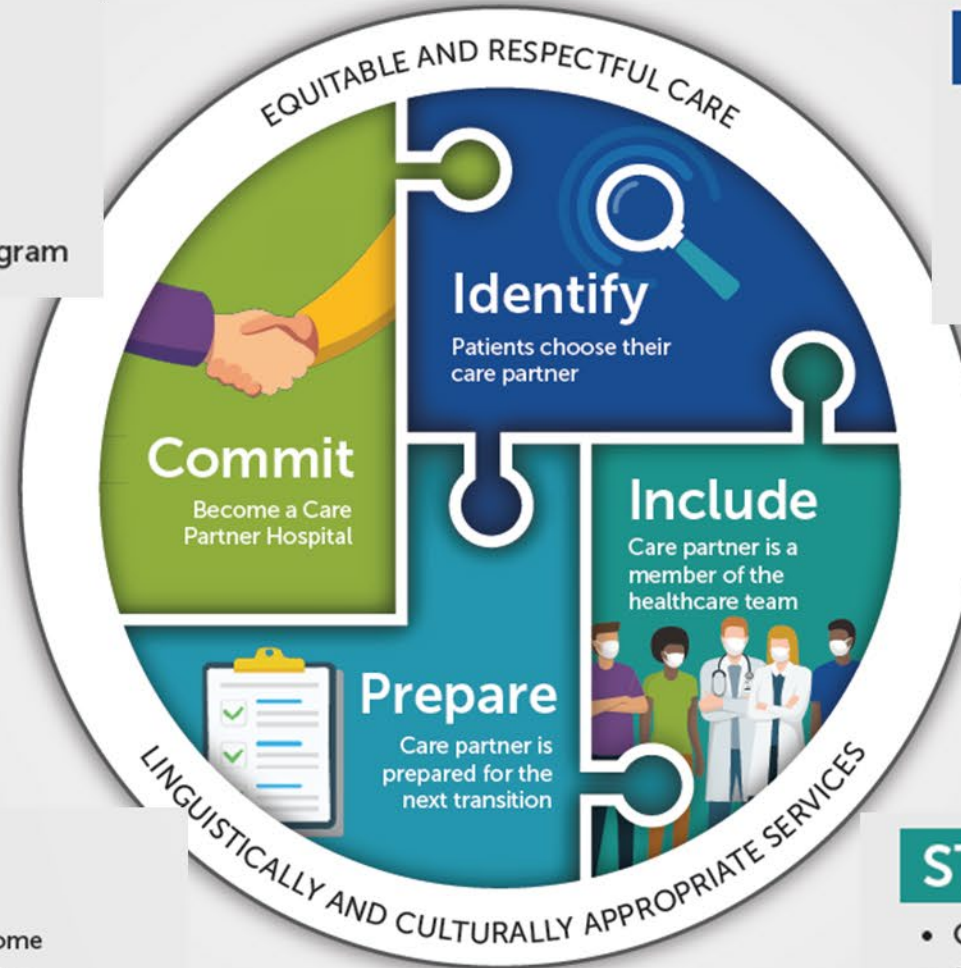 EQUITABLE AND RESPECTFUL CARE
gram
Identify
Patients choose their
care partner
Commit
Become a Care
Partner Hospital
Include
Care partner is a
member of the
healthcare team
Prepare
Care partner is
prepared for the
next transition
LINGUISTICALLY AND CULTURALLY APPROPRIATE SERVICES
ome
ST